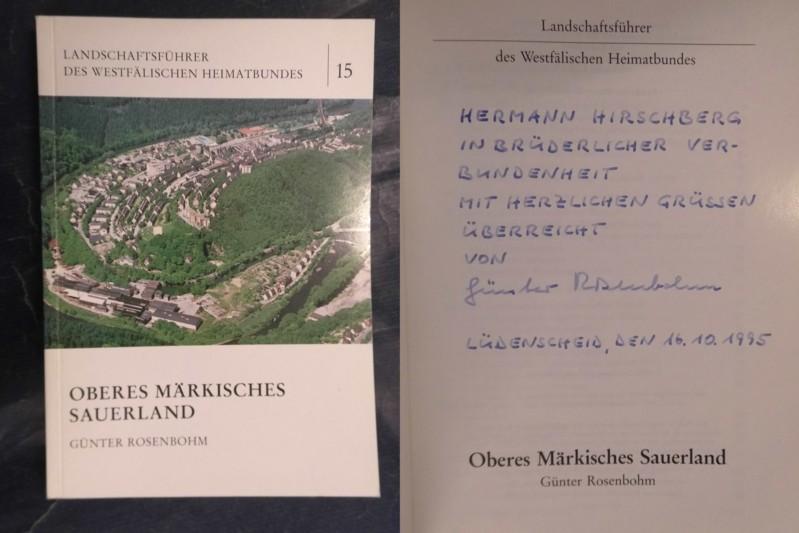 LANDSCHAFTSFÜHRER
DES WESTFÄLISCHEN HEIMATBUNDES
15
OBERES MÄRKISCHES
SAUERLAND
GÜNTER ROSENBOHM
Landschaftsführer
des Westfälischen Heimatbundes
HERMANN HIRSCHBERG
IN BRÜDERLICHER VER-
BUNDENHEIT
MIT HERZLICHEN GRÜSSEN
ÜBERREICHT
VON
Günter Rosenbohm
LÜDENSCHEID, DEN 16.10.1995
Oberes Märkisches Sauerland
Günter Rosenbohm